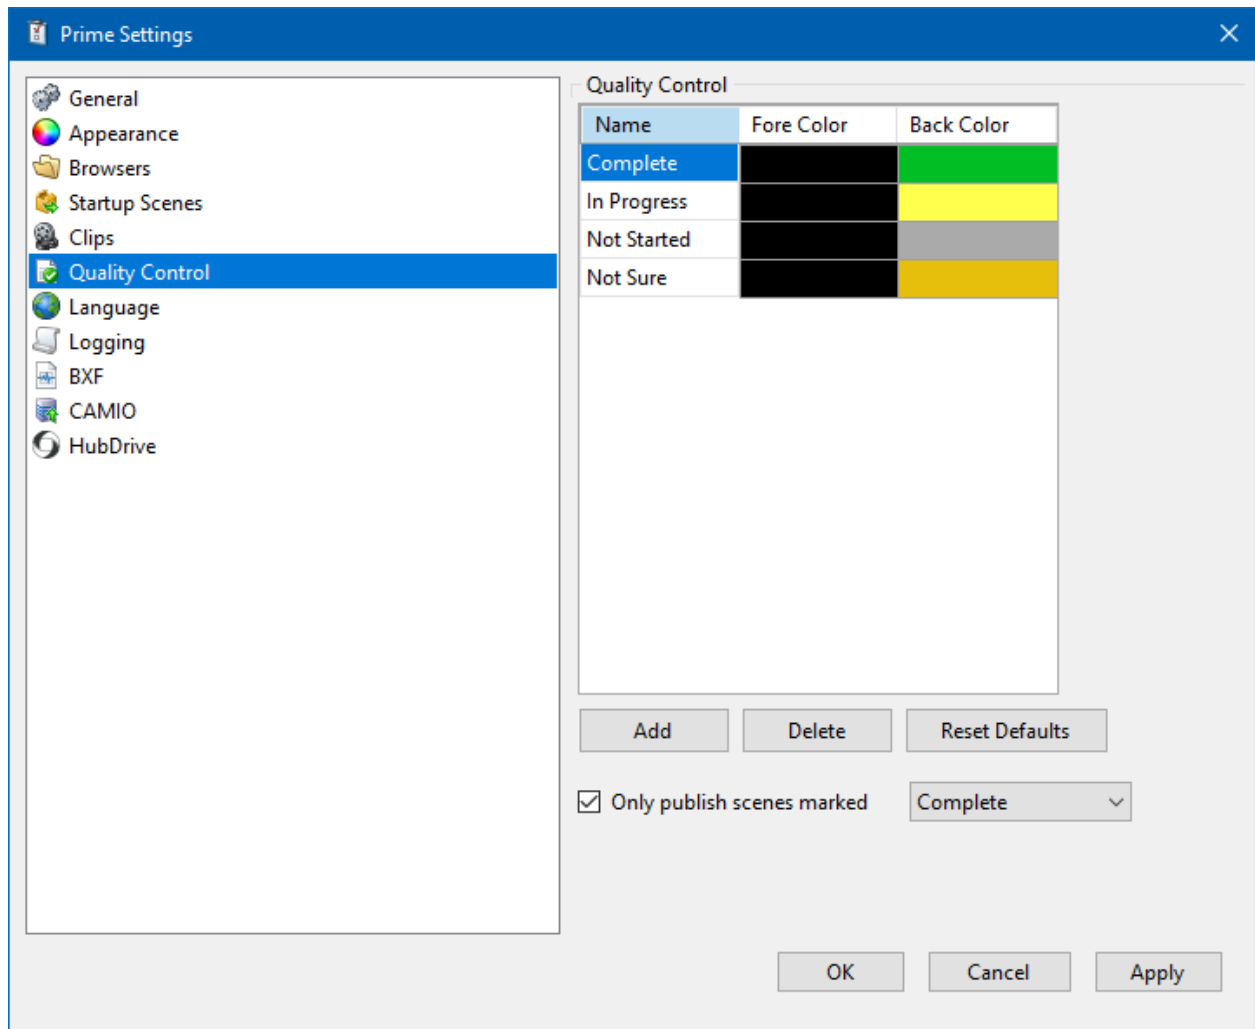 Prime Settings
General
Appearance
Browsers
Startup Scenes
Clips
Quality Control
Language
Logging
BXF
CAMIO
HubDrive
Quality Control
Name Fore Color Back Color
Complete
In Progress
Not Started
Not Sure
Add Delete Reset Defaults
Only publish scenes marked Complete
OK Cancel Apply